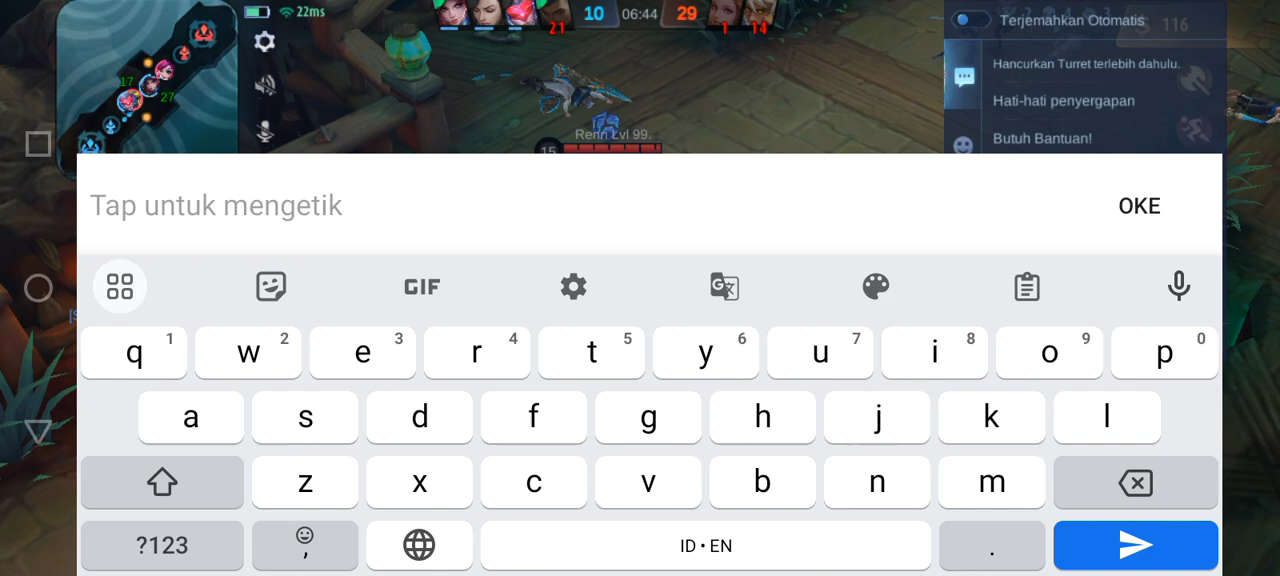 22ms
10 06:44 29
21 1 14
116
Terjemahkan Otomatis
17
27
Hancurkan Turret terlebih dahulu.
Hati-hati penyergapan
Butuh Bantuan!
Renn Lvl 99.
15
Tap untuk mengetik OKE
GIF
q 1 w 2 e 3 r 4 t 5 y 6 u 7 i 8 o 9 p 0
a s d f g h j k l
z x c v b n m
?123 , ID • EN .